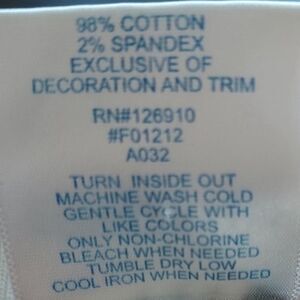 98% COTTON
2% SPANDEX
EXCLUSIVE OF
DECORATION AND TRIM
RN#126910
#F01212
A032
TURN INSIDE OUT
MACHINE WASH COLD
GENTLE CYCLE WITH
LIKE COLORS
ONLY NON-CHLORINE
BLEACH WHEN NEEDED
TUMBLE DRY LOW
COOL IRON WHEN NEEDED